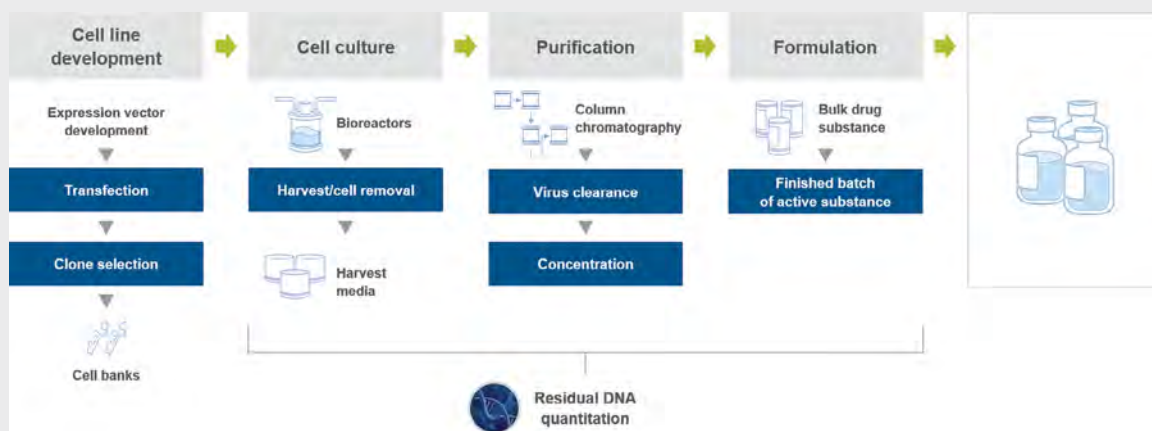 Cell line
development
Cell culture
Purification
Formulation
Expression vector
development
Transfection
Clone selection
Cell banks
Bioreactors
Harvest/cell removal
Harvest
media
Column
chromatography
Virus clearance
Concentration
Bulk drug
substance
Finished batch
of active substance
Residual DNA
quantitation